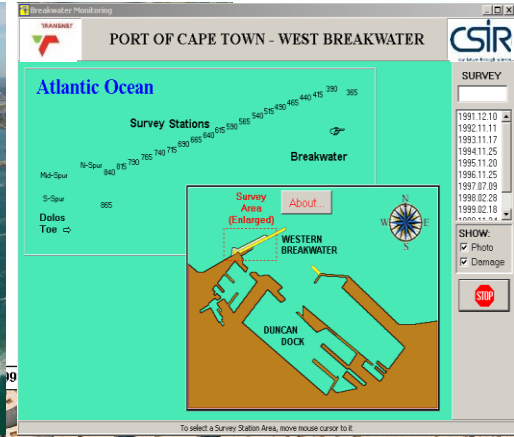 Breakwater Monitoring
TRANSNET
PORT OF CAPE TOWN - WEST BREAKWATER
CSIR
Atlantic Ocean
Survey Stations
Breakwater
365
390
415
440
465
490
515
540
565
590
615
640
665
690
715
740
765
790
815
840
865
N-Spur
Mid-Spur
S-Spur
Dolos
Toe ⇨
Survey
Area
(Enlarged)
About...
WESTERN
BREAKWATER
DUNCAN
DOCK
N
W
E
S
SURVEY
1991.12.10
1992.11.11
1993.11.17
1994.11.25
1995.11.20
1996.11.25
1997.07.09
1998.02.28
1999.02.18
SHOW:
Photo
Damage
STOP
To select a Survey Station Area, move mouse cursor to it